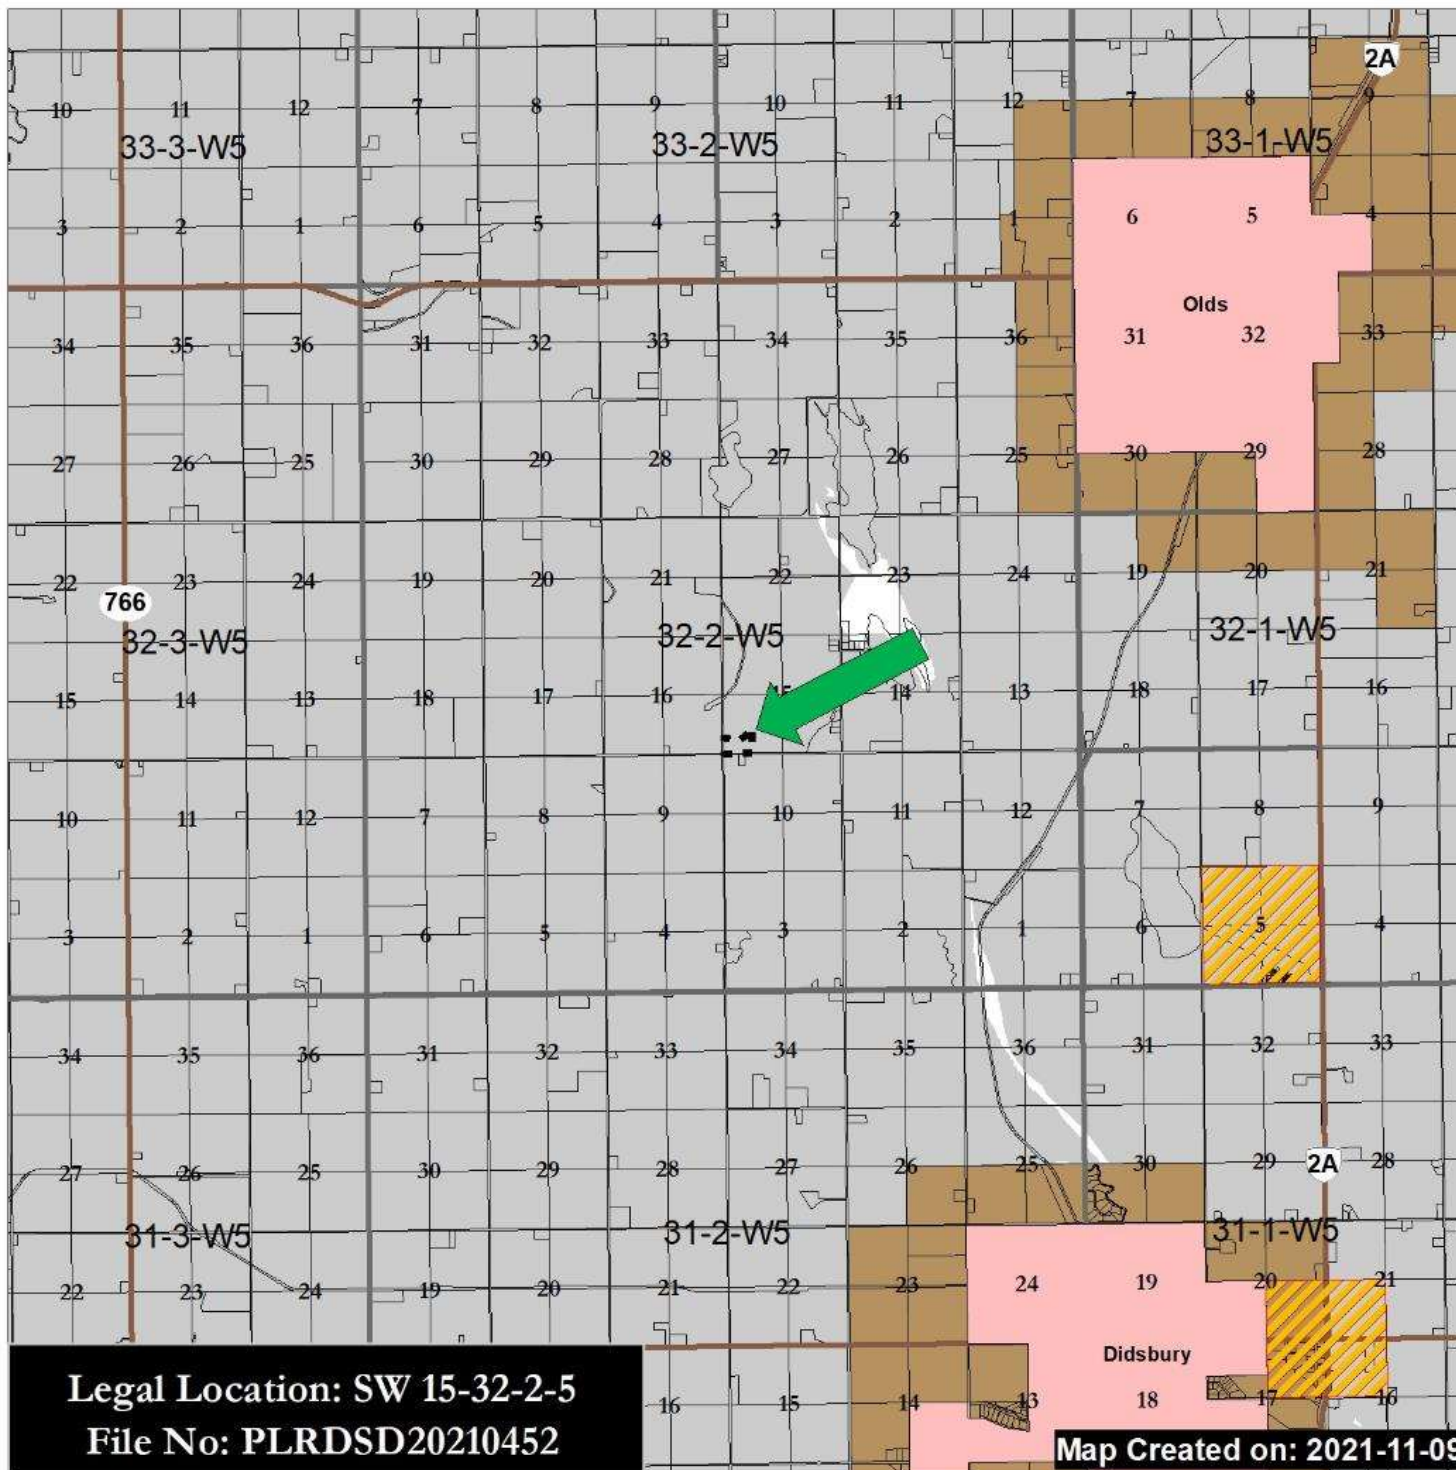 2A
10 11 12 7 8 9 10 11 12 7 8 9
33-3-W5 33-2-W5 33-1-W5
3 2 1 6 5 4 3 2 1 6 5 4
Olds
34 35 36 31 32 33 34 35 36 31 32 33
27 26 25 30 29 28 27 26 25 30 29 28
22 23 24 19 20 21 22 23 24 19 20 21
766
32-3-W5 32-2-W5 32-1-W5
15 14 13 18 17 16 15 14 13 18 17 16
10 11 12 7 8 9 10 11 12 7 8 9
3 2 1 6 5 4 3 2 1 6 5 4
34 35 36 31 32 33 34 35 36 31 32 33
27 26 25 30 29 28 27 26 25 30 29 2A 28
31-3-W5 31-2-W5 31-1-W5
22 23 24 19 20 21 22 23 24 19 20 21
Didsbury
16 15 14 13 18 17 16
Legal Location: SW 15-32-2-5
File No: PLRDSD20210452
Map Created on: 2021-11-09